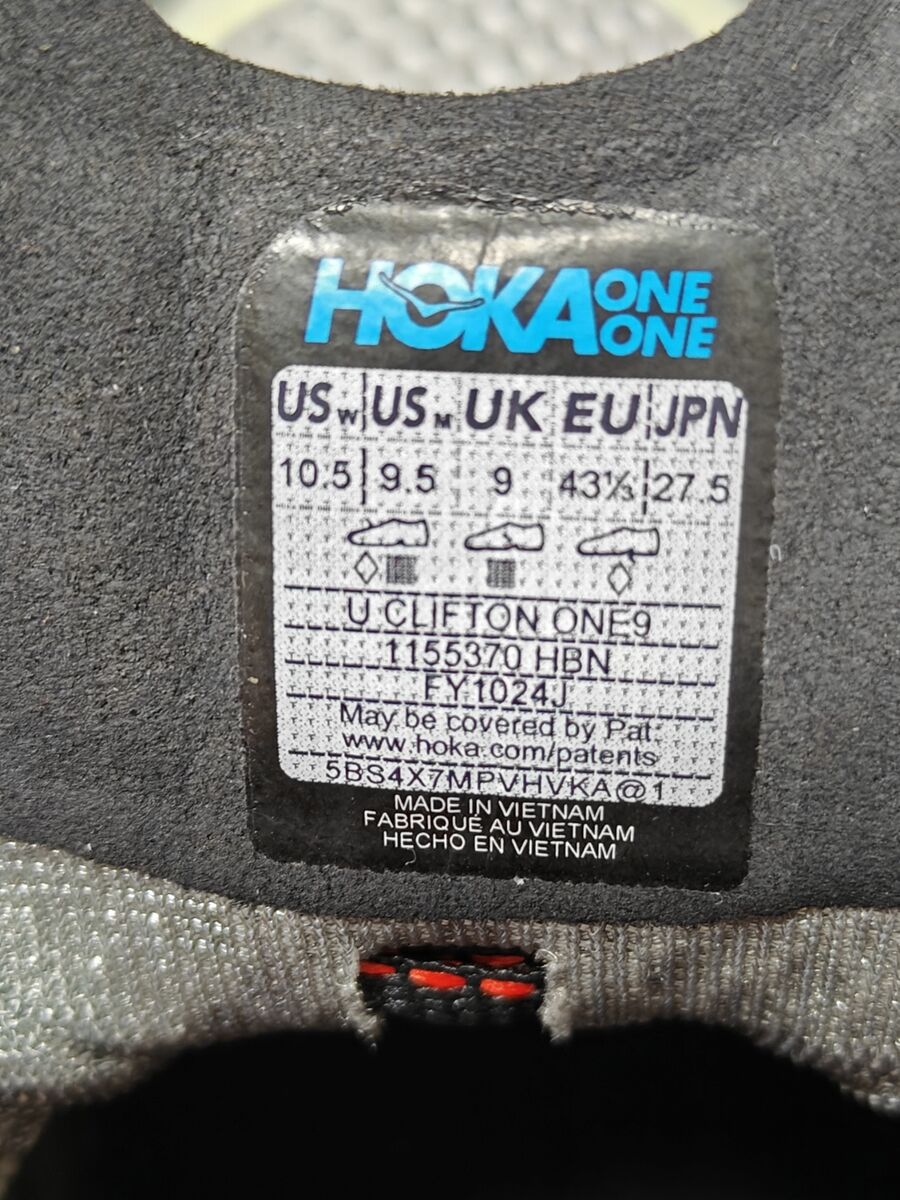 HOKA ONE ONE
US W US M UK EU JPN
10.5 9.5 9 43⅓ 27.5
U CLIFTON ONE9
1155370 HBN
FY1024J
May be covered by Pat:
www.hoka.com/patents
5BS4X7MPVHVKA@1
MADE IN VIETNAM
FABRIQUÉ AU VIETNAM
HECHO EN VIETNAM